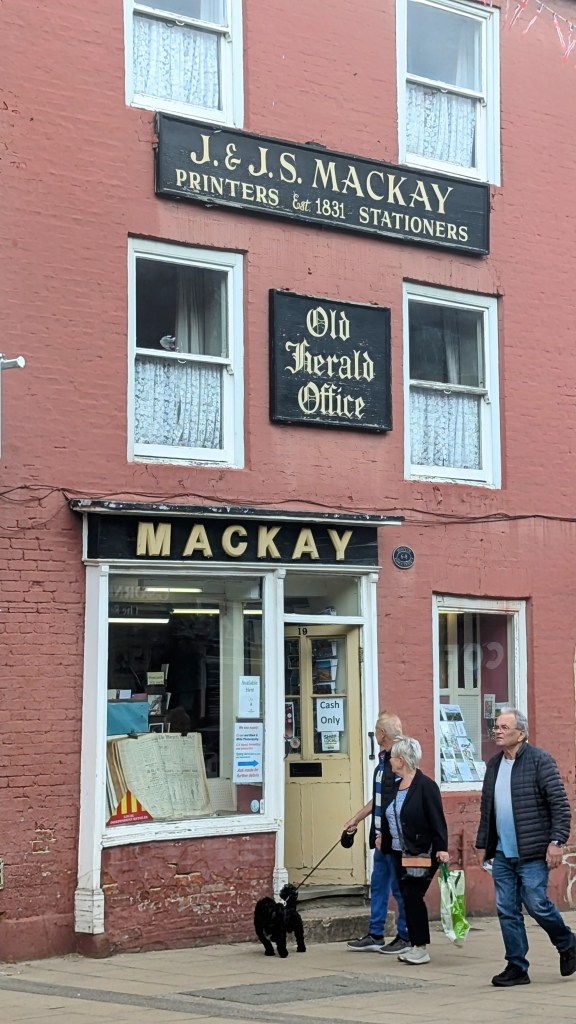 J. & J.S. MACKAY
PRINTERS Est. 1831 STATIONERS
Old
Herald
Office
MACKAY
19
Cash
Only